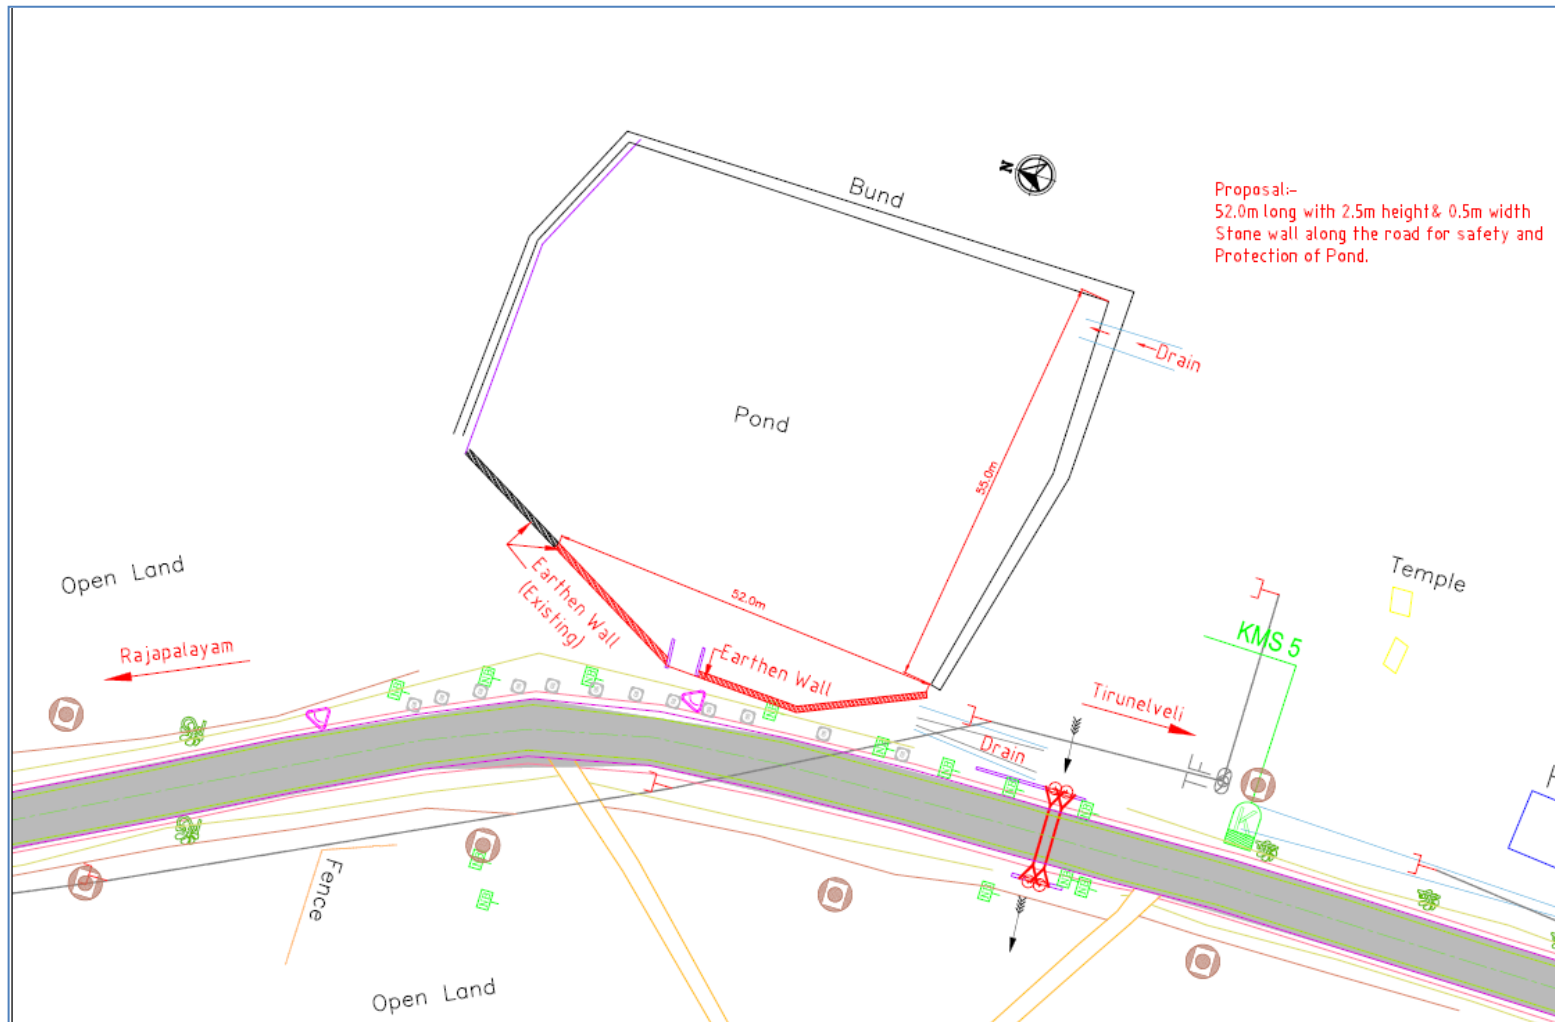 N
Bund
Proposal:-
52.0m long with 2.5m height& 0.5m width
Stone wall along the road for safety and
Protection of Pond.
Drain
Pond
55.0m
Open Land
Earthen Wall
(Existing)
52.0m
Temple
KMS 5
Rajapalayam
Earthen Wall
Tirunelveli
Drain
K
Fence
Open Land